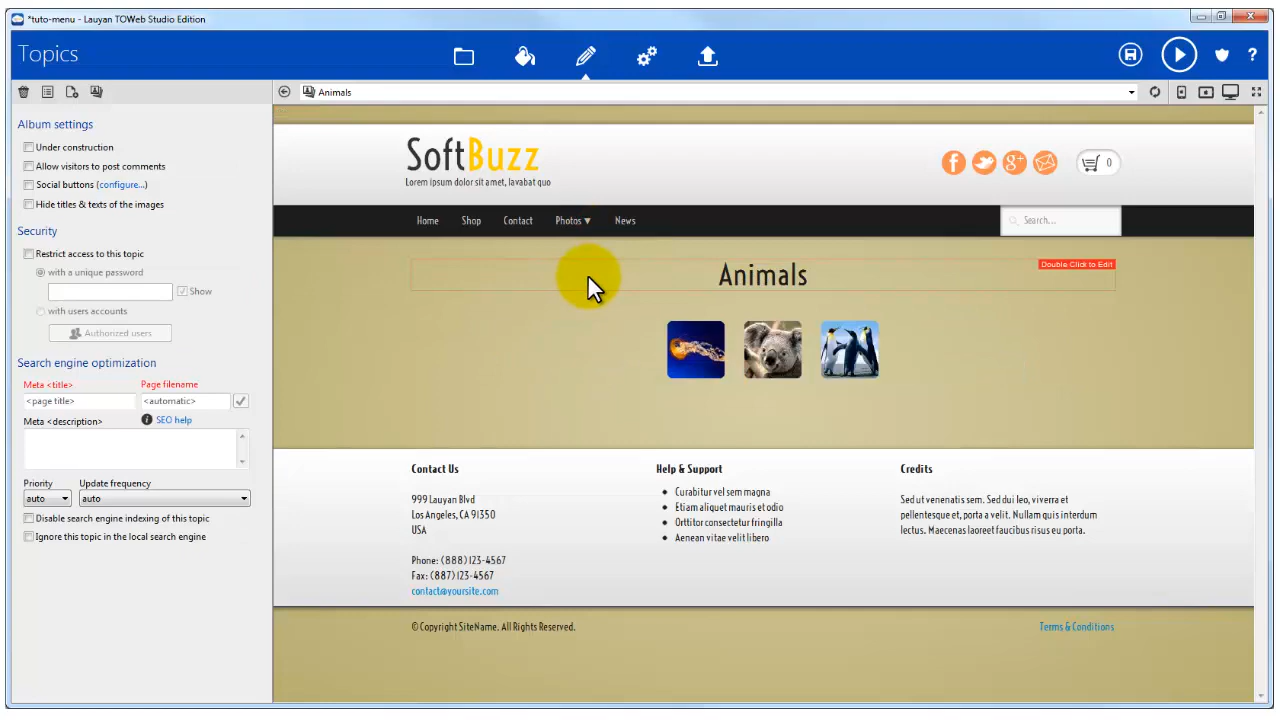 *tuto-menu - Lauyan TOWeb Studio Edition
Topics
?
Animals
Album settings
Under construction
Allow visitors to post comments
Social buttons (configure...)
Hide titles & texts of the images
Security
Restrict access to this topic
with a unique password
Show
with users accounts
Authorized users
Search engine optimization
Meta <title>
Page filename
<page title>
<automatic>
Meta <description>
i SEO help
Priority
Update frequency
auto
auto
Disable search engine indexing of this topic
Ignore this topic in the local search engine
SoftBuzz
Lorem ipsum dolor sit amet, lavabat quo
f
g+
0
Home Shop Contact Photos ▼ News
Search...
Animals
Double Click to Edit
Contact Us
999 Lauyan Blvd
Los Angeles, CA 91350
USA
Phone: (888) 123-4567
Fax: (887) 123-4567
contact@yoursite.com
Help & Support
Curabitur vel sem magna
Etiam aliquet mauris et odio
Orttitor consectetur fringilla
Aenean vitae velit libero
Credits
Sed ut venenatis sem. Sed dui leo, viverra et
pellentesque et, porta a velit. Nullam quis interdum
lectus. Maecenas laoreet faucibus risus eu porta.
© Copyright SiteName. All Rights Reserved.
Terms & Conditions